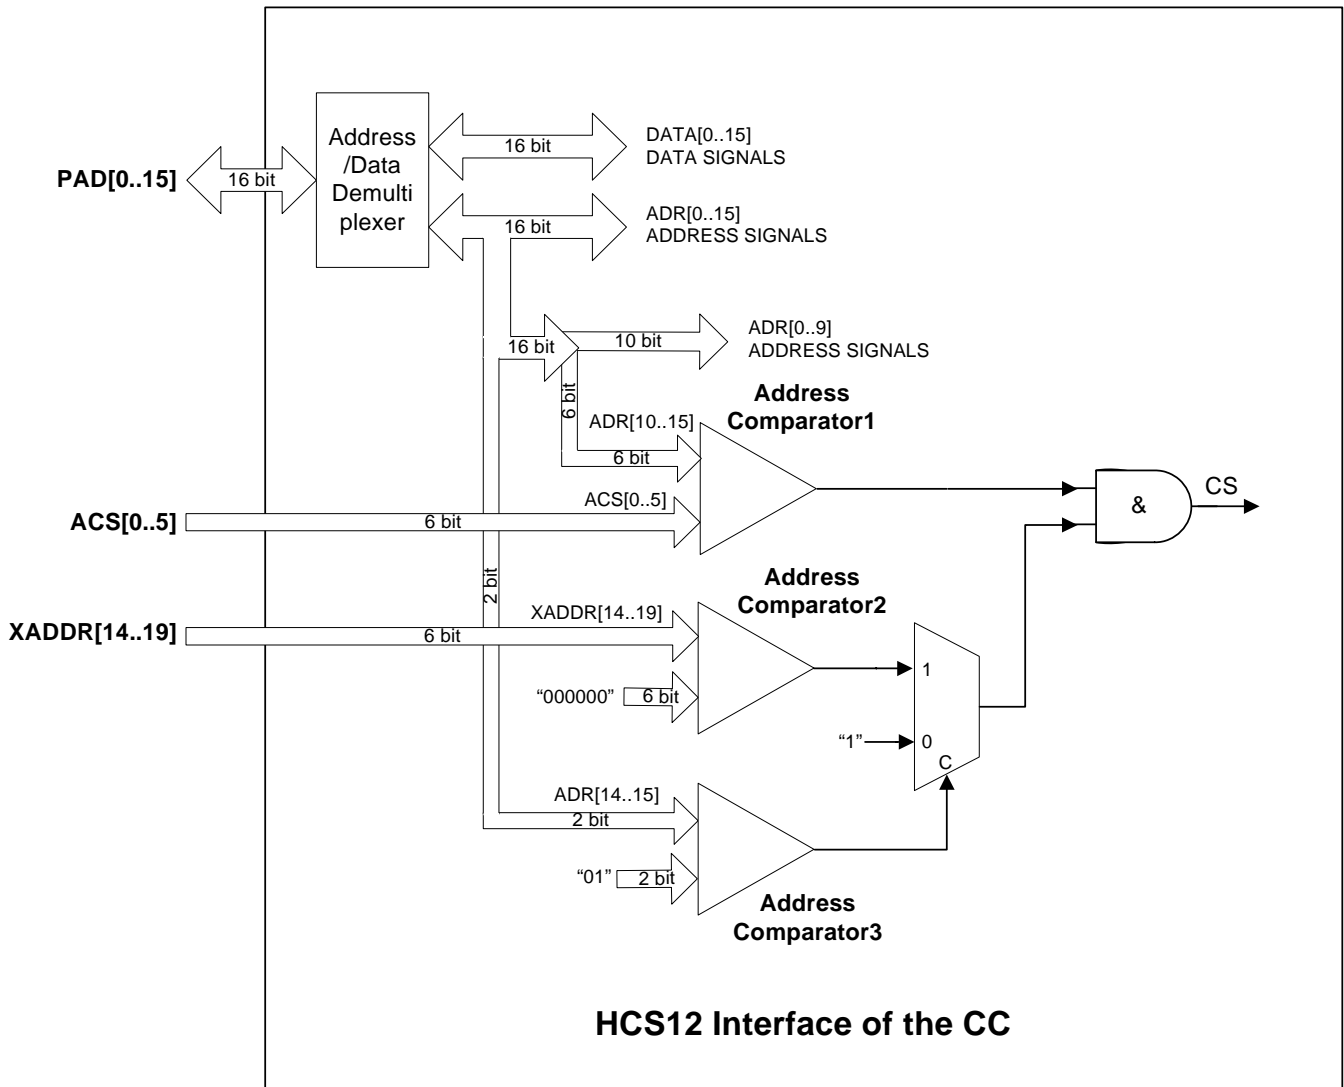 Address
/Data
Demulti
plexer
PAD[0..15]
16 bit
16 bit
DATA[0..15]
DATA SIGNALS
16 bit
ADR[0..15]
ADDRESS SIGNALS
16 bit
10 bit
ADR[0..9]
ADDRESS SIGNALS
6 bit
Address
Comparator1
ADR[10..15]
6 bit
ACS[0..5]
ACS[0..5]
6 bit
&
CS
2 bit
Address
Comparator2
XADDR[14..19]
XADDR[14..19]
6 bit
“000000”
6 bit
1
“1”
0
C
ADR[14..15]
2 bit
“01”
2 bit
Address
Comparator3
HCS12 Interface of the CC